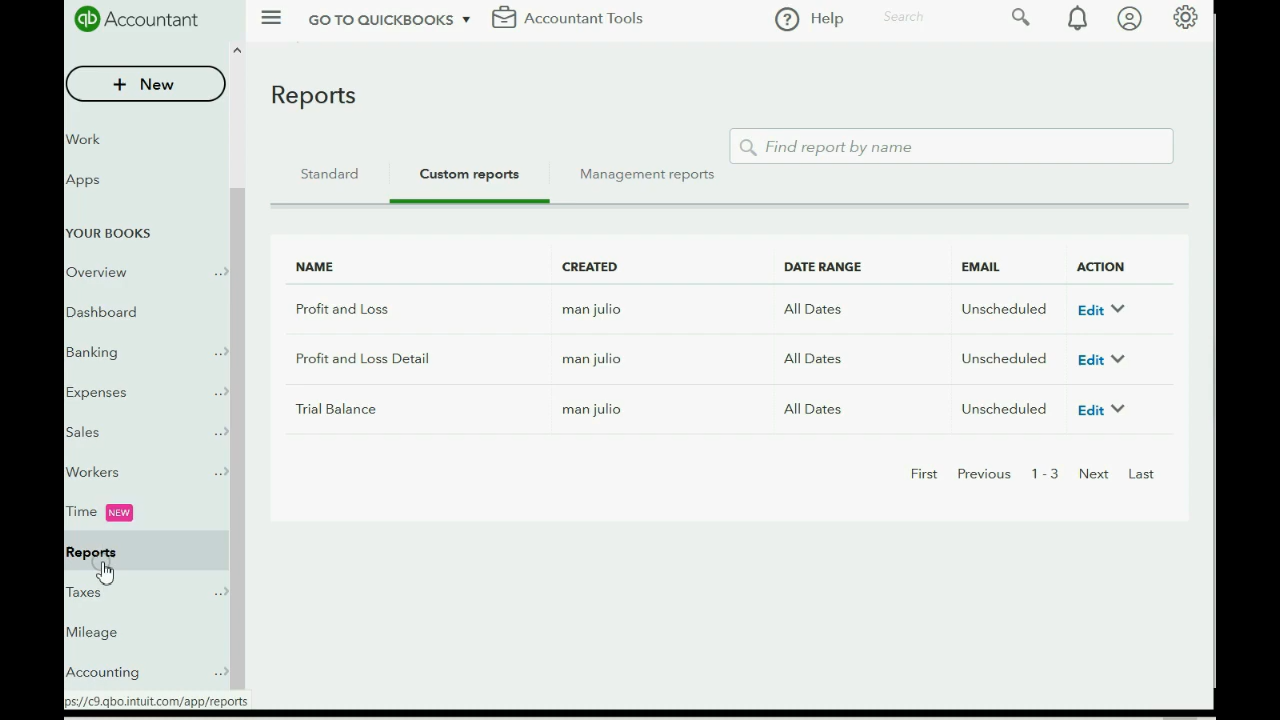 qb Accountant
GO TO QUICKBOOKS
Accountant Tools
? Help
Search
+ New
Work
Apps
YOUR BOOKS
Overview
Dashboard
Banking
Expenses
Sales
Workers
Time NEW
Reports
Taxes
Mileage
Accounting
ps://c9.qbo.intuit.com/app/reports
Reports
Find report by name
Standard Custom reports Management reports
NAME CREATED DATE RANGE EMAIL ACTION
Profit and Loss man julio All Dates Unscheduled Edit
Profit and Loss Detail man julio All Dates Unscheduled Edit
Trial Balance man julio All Dates Unscheduled Edit
First Previous 1 - 3 Next Last